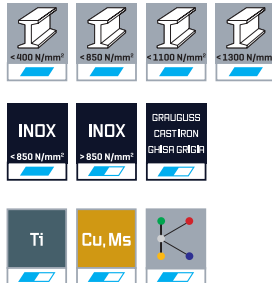 <400 N/mm² <850 N/mm² <1100 N/mm² <1300 N/mm²
INOX INOX GRAUGUSS
CAST IRON
GHISA GRIGIA
<850 N/mm² >850 N/mm²
Ti Cu, Ms